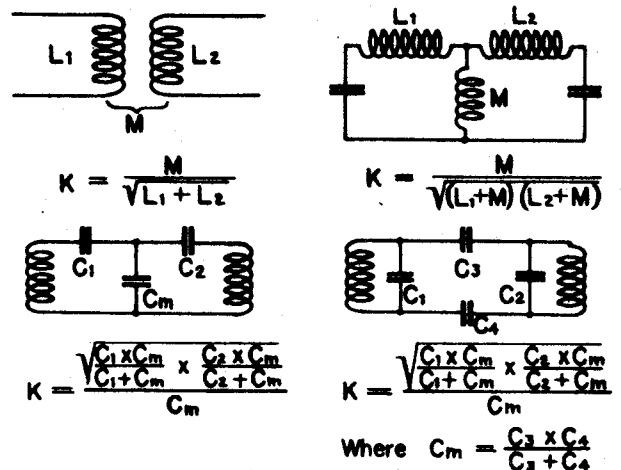 L₁ L₂
M
K = M / √(L₁ + L₂)
L₁ L₂
M
K = M / √((L₁+M) (L₂+M))
C₁ C₂
Cm
K = √(C₁ x Cm / C₁ + Cm x C₂ x Cm / C₂ + Cm) / Cm
C₃
C₁ C₂
C₄
K = √(C₁ x Cm / C₁ + Cm x C₂ x Cm / C₂ + Cm) / Cm
Where Cm = C₃ x C₄ / C₃ + C₄